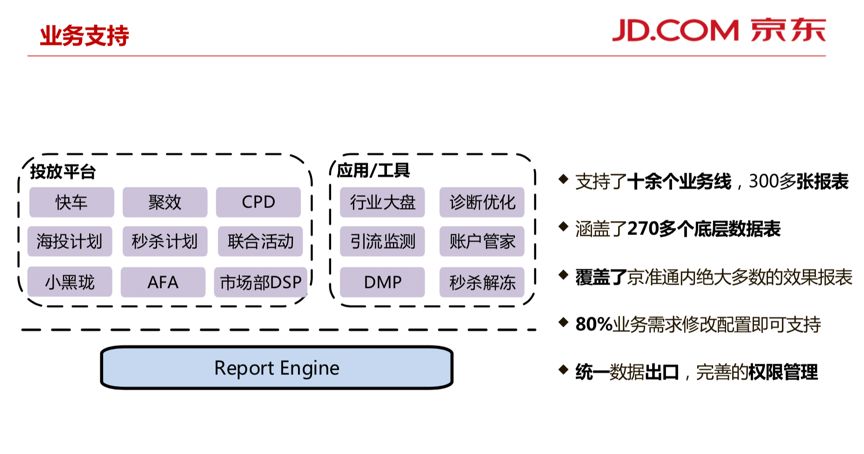 业务支持
JD.COM 京东
投放平台
快车
聚效
CPD
海投计划
秒杀计划
联合活动
小黑珑
AFA
市场部DSP
应用/工具
行业大盘
诊断优化
引流监测
账户管家
DMP
秒杀解冻
Report Engine
◆ 支持了十余个业务线，300多张报表
◆ 涵盖了270多个底层数据表
◆ 覆盖了京准通内绝大多数的效果报表
◆ 80%业务需求修改配置即可支持
◆ 统一数据出口，完善的权限管理